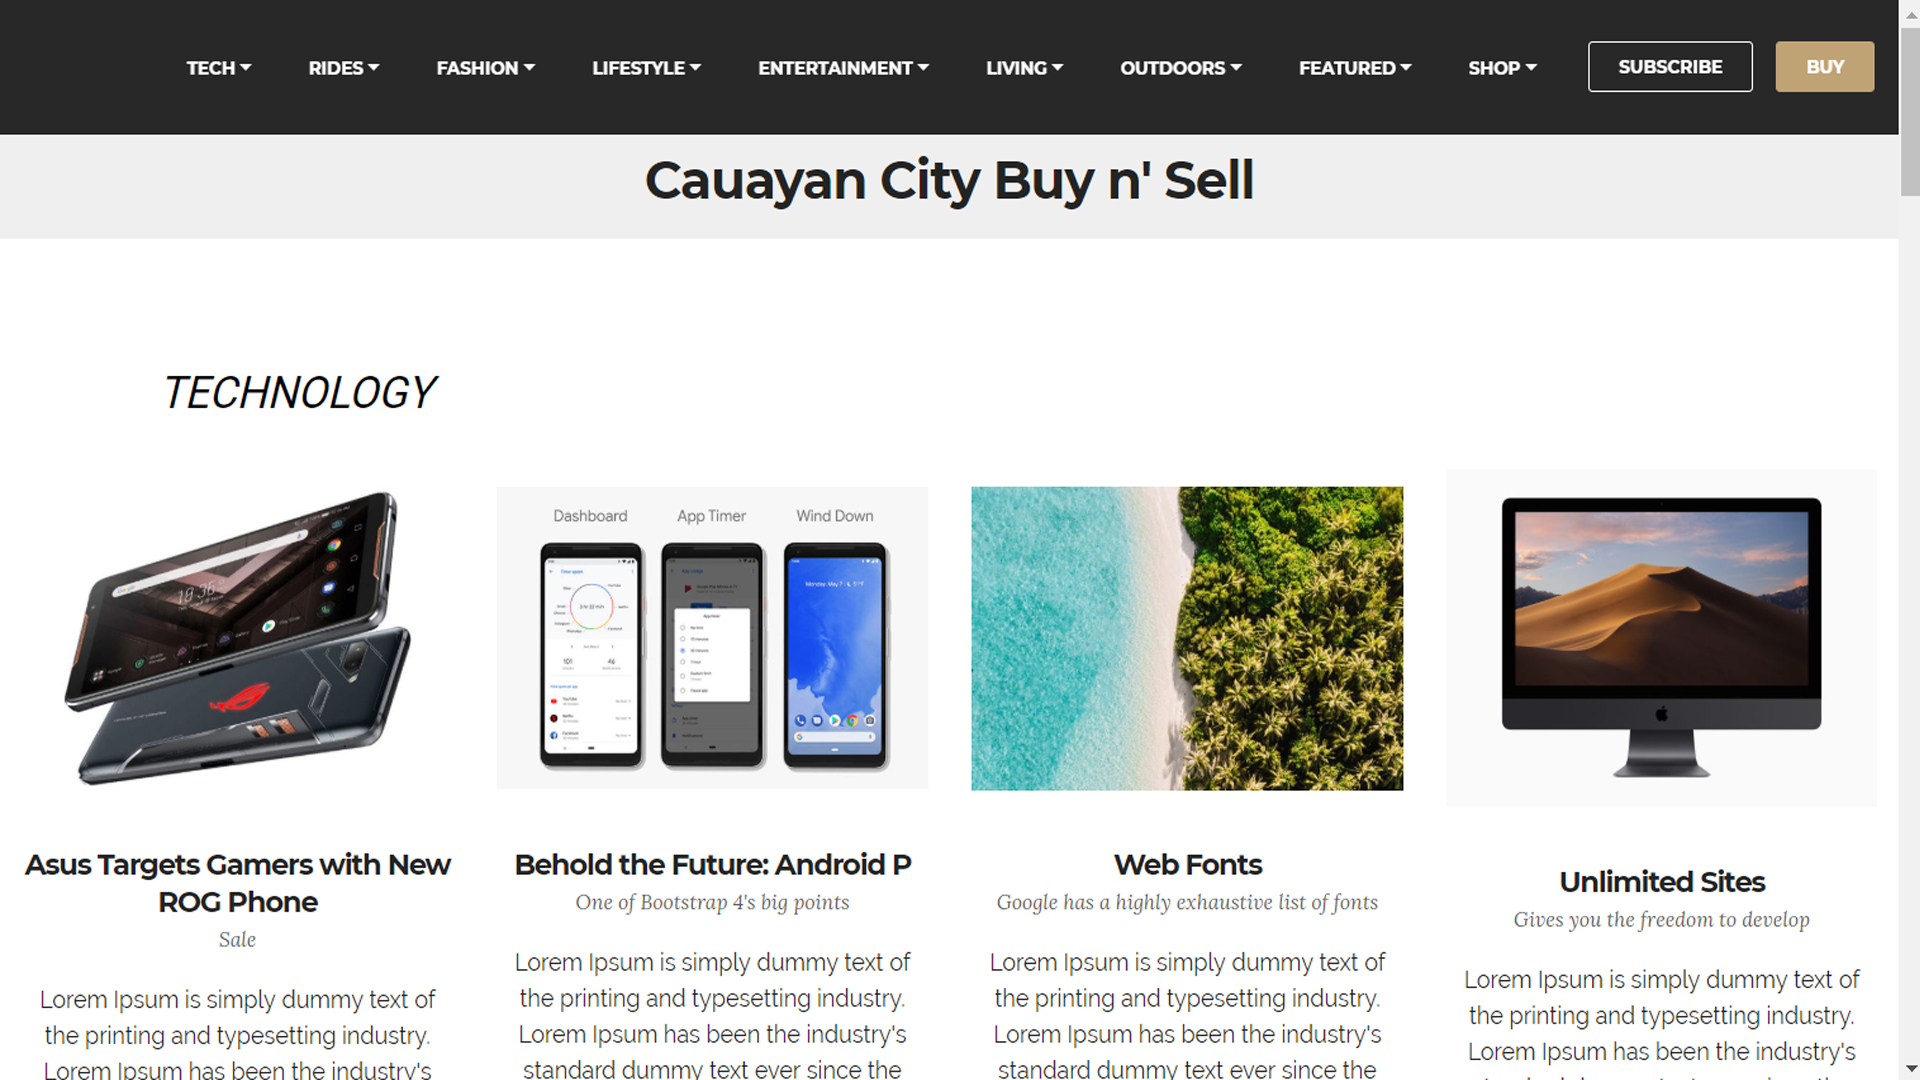 TECH RIDES FASHION LIFESTYLE ENTERTAINMENT LIVING OUTDOORS FEATURED SHOP SUBSCRIBE BUY
Cauayan City Buy n' Sell
TECHNOLOGY
Dashboard App Timer Wind Down
18:36
Asus Targets Gamers with New
ROG Phone
Sale
Lorem Ipsum is simply dummy text of
the printing and typesetting industry.
Lorem Ipsum has been the industry's
Behold the Future: Android P
One of Bootstrap 4's big points
Lorem Ipsum is simply dummy text of
the printing and typesetting industry.
Lorem Ipsum has been the industry's
standard dummy text ever since the
Web Fonts
Google has a highly exhaustive list of fonts
Lorem Ipsum is simply dummy text of
the printing and typesetting industry.
Lorem Ipsum has been the industry's
standard dummy text ever since the
Unlimited Sites
Gives you the freedom to develop
Lorem Ipsum is simply dummy text of
the printing and typesetting industry.
Lorem Ipsum has been the industry's